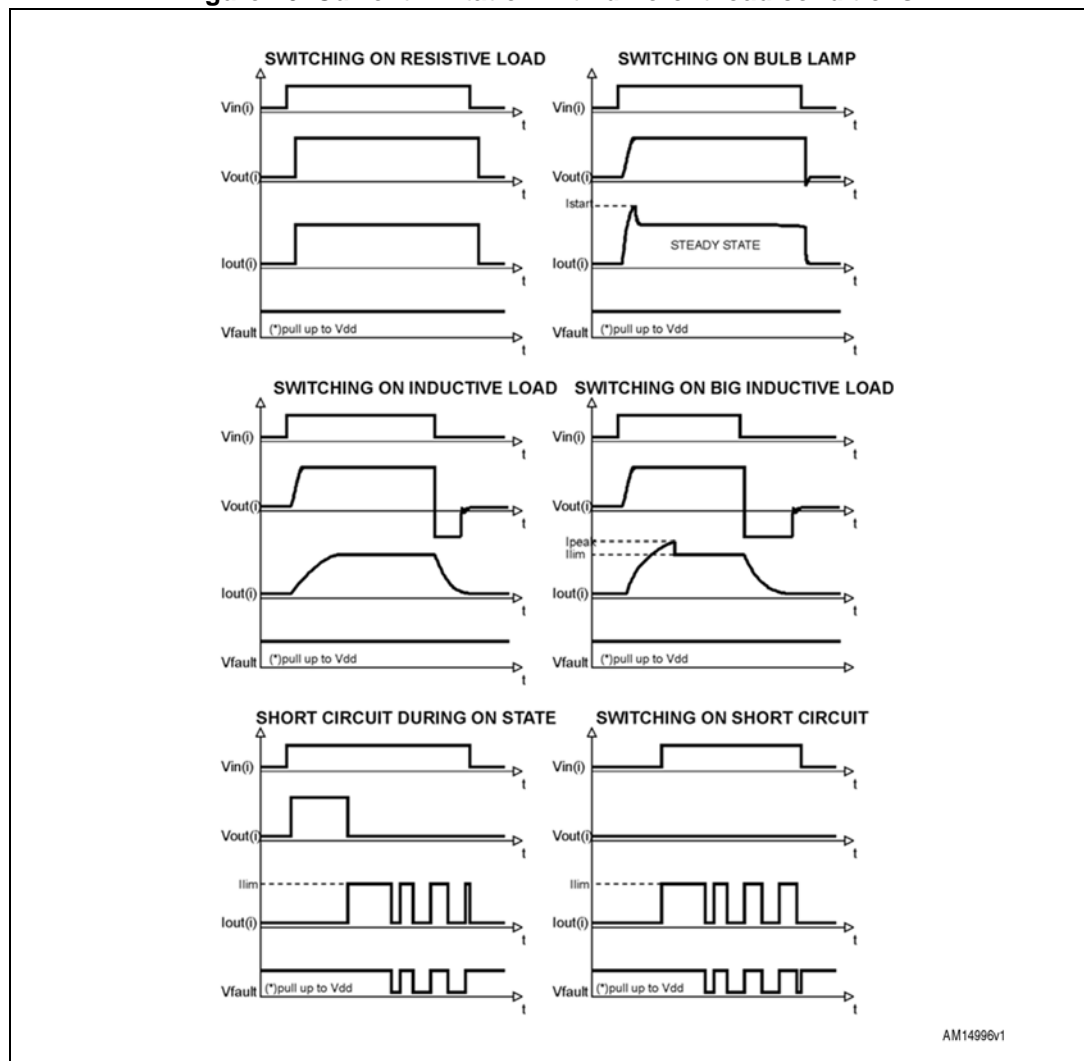 SWITCHING ON RESISTIVE LOAD
Vin(i)
t
Vout(i)
t
Iout(i)
t
Vfault
(*)pull up to Vdd
t
SWITCHING ON BULB LAMP
Vin(i)
t
Vout(i)
t
Istart
STEADY STATE
Iout(i)
t
Vfault
(*)pull up to Vdd
t
SWITCHING ON INDUCTIVE LOAD
Vin(i)
t
Vout(i)
t
Iout(i)
t
Vfault
(*)pull up to Vdd
t
SWITCHING ON BIG INDUCTIVE LOAD
Vin(i)
t
Vout(i)
t
Ipeak
Ilim
Iout(i)
t
Vfault
(*)pull up to Vdd
t
SHORT CIRCUIT DURING ON STATE
Vin(i)
t
Vout(i)
t
Ilim
Iout(i)
t
Vfault
(*)pull up to Vdd
t
SWITCHING ON SHORT CIRCUIT
Vin(i)
t
Vout(i)
t
Ilim
Iout(i)
t
Vfault
(*)pull up to Vdd
t
AM14996v1